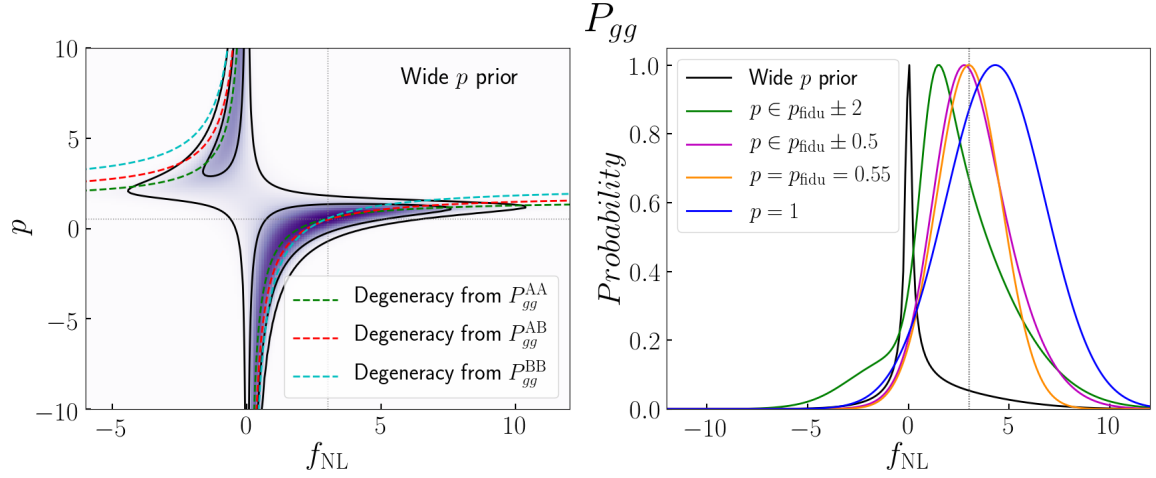 P_{gg}
Wide p prior
10
5
0
−5
−10
p
−5
0
5
10
f_{NL}
Degeneracy from P_{gg}^{AA}
Degeneracy from P_{gg}^{AB}
Degeneracy from P_{gg}^{BB}
1.0
0.8
0.6
0.4
0.2
0.0
Probability
Wide p prior
p ∈ p_{fidu} ± 2
p ∈ p_{fidu} ± 0.5
p = p_{fidu} = 0.55
p = 1
−10
−5
0
5
10
f_{NL}